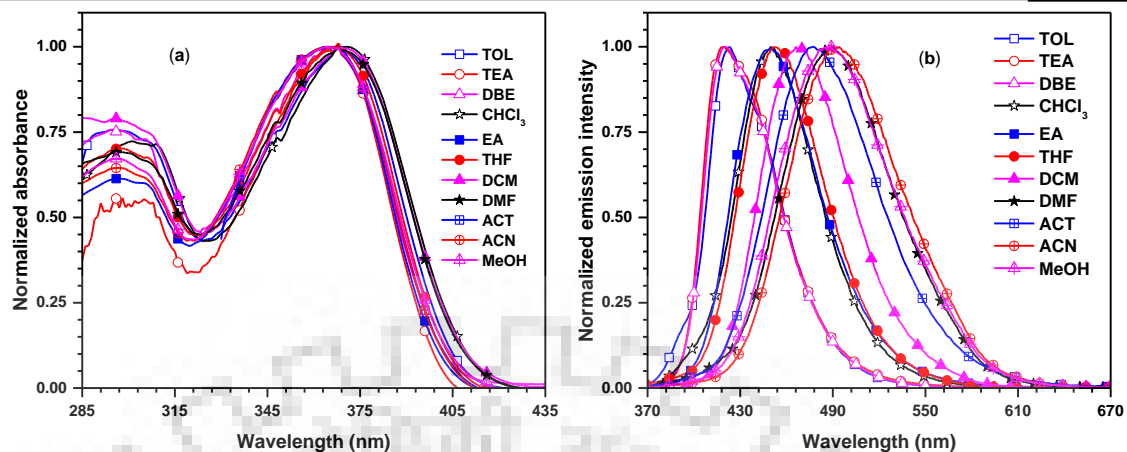 (a)
1.00
0.75
0.50
0.25
0.00
Normalized absorbance
285 315 345 375 405 435
Wavelength (nm)
TOL
TEA
DBE
CHCl₃
EA
THF
DCM
DMF
ACT
ACN
MeOH
(b)
1.00
0.75
0.50
0.25
0.00
Normalized emission intensity
370 430 490 550 610 670
Wavelength (nm)
TOL
TEA
DBE
CHCl₃
EA
THF
DCM
DMF
ACT
ACN
MeOH